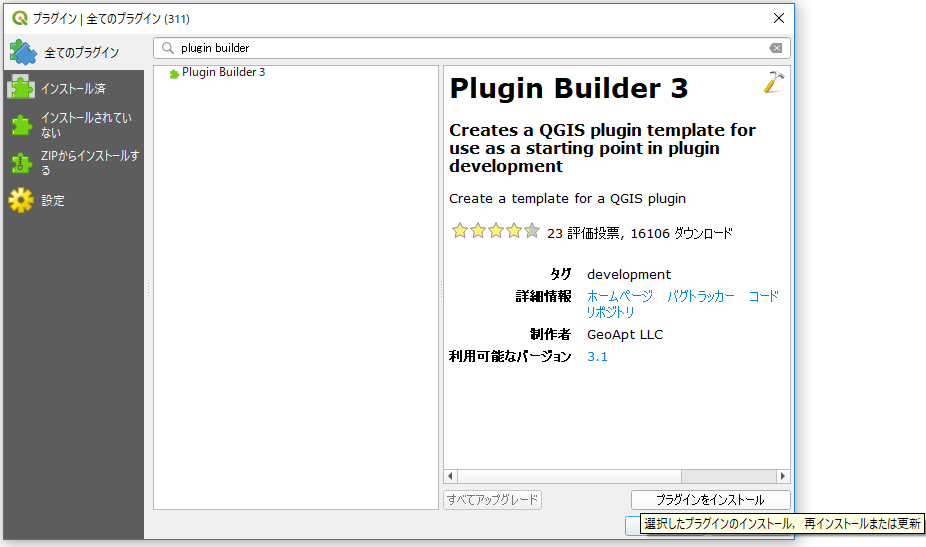 プラグイン | 全てのプラグイン (311)
全てのプラグイン
インストール済
インストールされてい
ない
ZIPからインストールす
る
設定
plugin builder
Plugin Builder 3
Plugin Builder 3
Creates a QGIS plugin template for
use as a starting point in plugin
development
Create a template for a QGIS plugin
23 評価投票, 16106 ダウンロード
タグ development
詳細情報 ホームページ バグトラッカー コード
リポジトリ
制作者 GeoApt LLC
利用可能なバージョン 3.1
すべてアップグレード
プラグインをインストール
選択したプラグインのインストール, 再インストールまたは更新